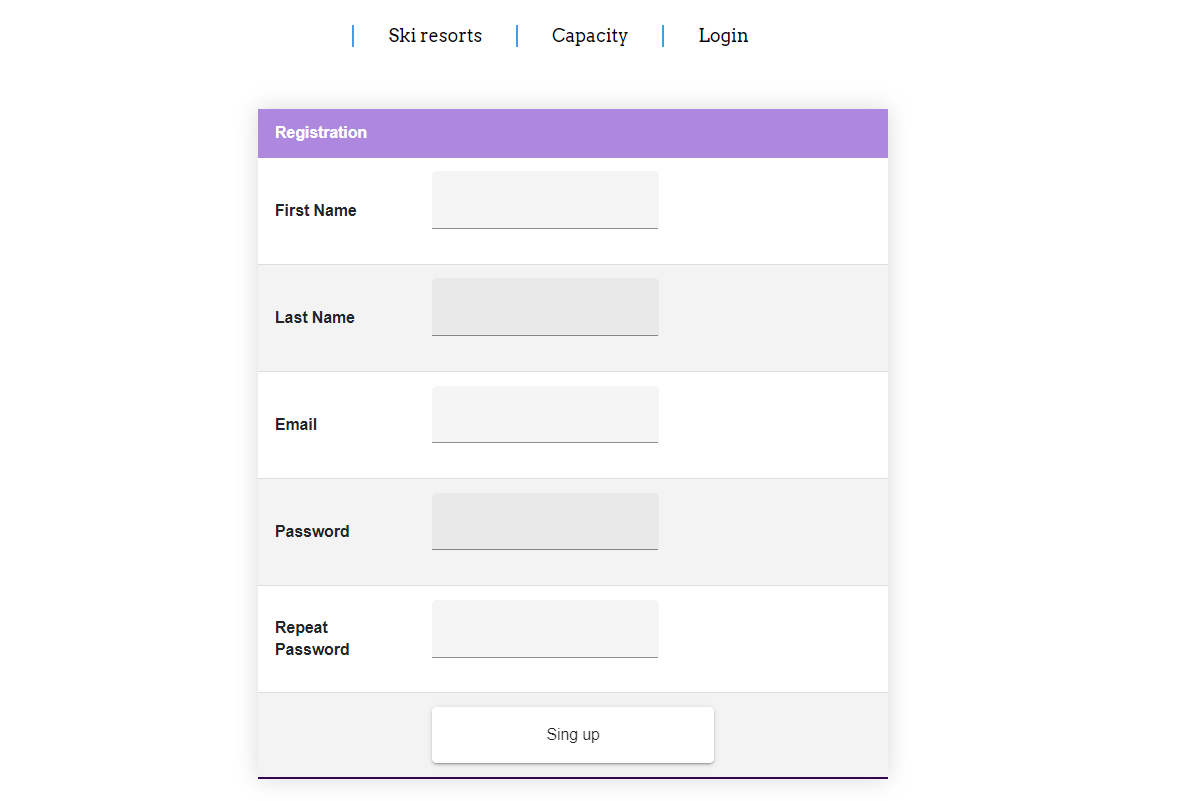 Ski resorts Capacity Login
Registration
First Name
Last Name
Email
Password
Repeat
Password
Sing up